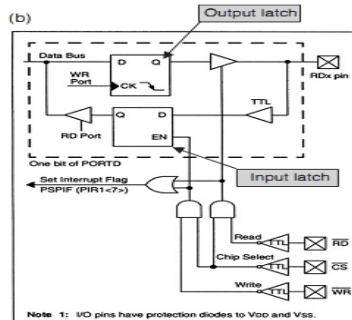 (b)
Output latch
Data Bus
D Q
WR
Port
CK
RDx pin
Q D
TTL
EN
RD Port
One bit of PORTD
Input latch
Set Interrupt Flag
PSPIF (PIR1<7>)
Read
TTL
RD
Chip Select
TTL
CS
Write
TTL
WR
Note 1: I/O pins have protection diodes to VDD and VSS.